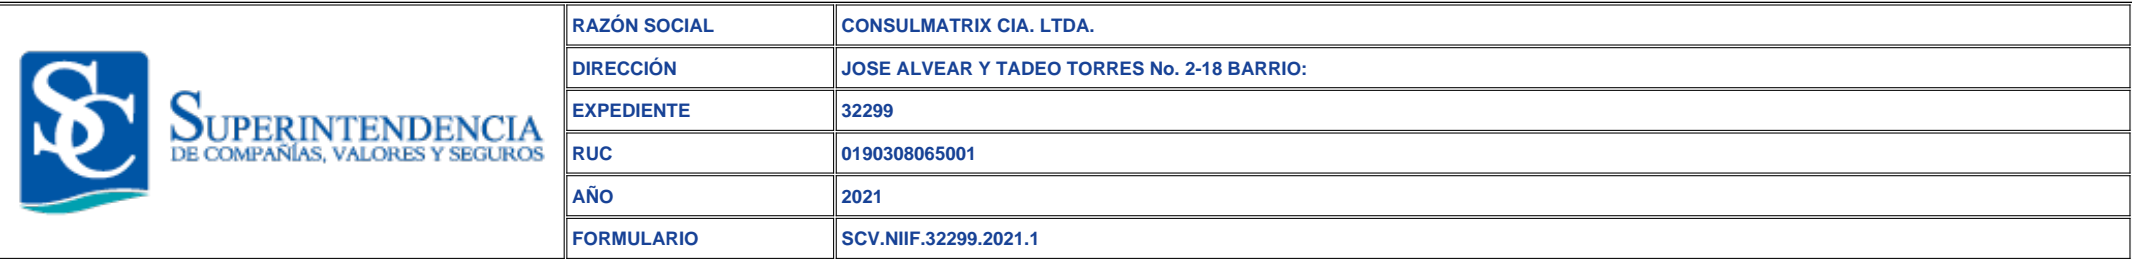 SC
SUPERINTENDENCIA
DE COMPAÑÍAS, VALORES Y SEGUROS
RAZÓN SOCIAL CONSULMATRIX CIA. LTDA.
DIRECCIÓN JOSE ALVEAR Y TADEO TORRES No. 2-18 BARRIO:
EXPEDIENTE 32299
RUC 0190308065001
AÑO 2021
FORMULARIO SCV.NIIF.32299.2021.1